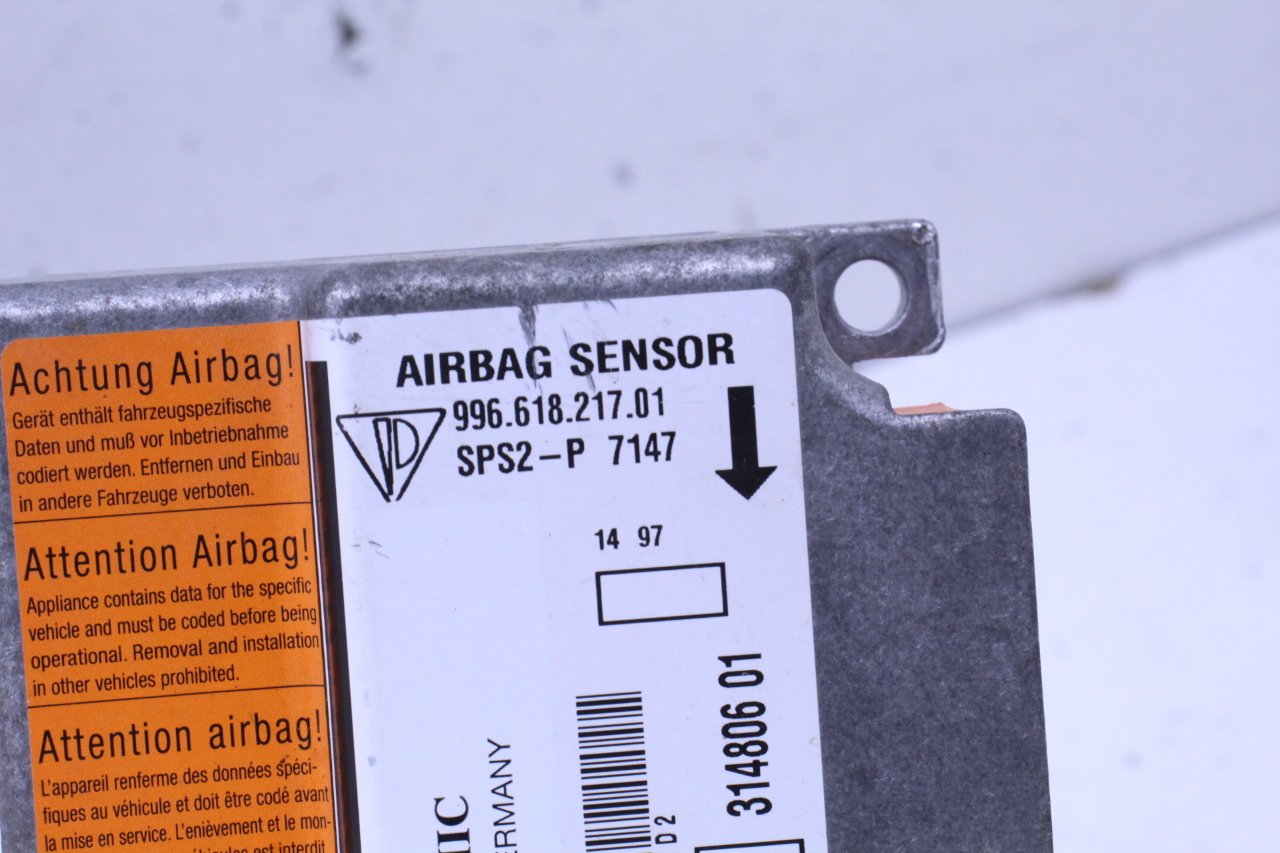 Achtung Airbag!
Gerät enthält fahrzeugspezifische
Daten und muß vor Inbetriebnahme
codiert werden. Entfernen und Einbau
in andere Fahrzeuge verboten.
Attention Airbag!
Appliance contains data for the specific
vehicle and must be coded before being
operational. Removal and installation
in other vehicles prohibited.
Attention airbag!
L'appareil renferme des données spéci-
fiques au véhicule et doit être codé avant
la mise en service. L'enièvement et le mon-
est interdit
AIRBAG SENSOR
996.618.217.01
SPS2-P 7147
14 97
314806 01
D 2